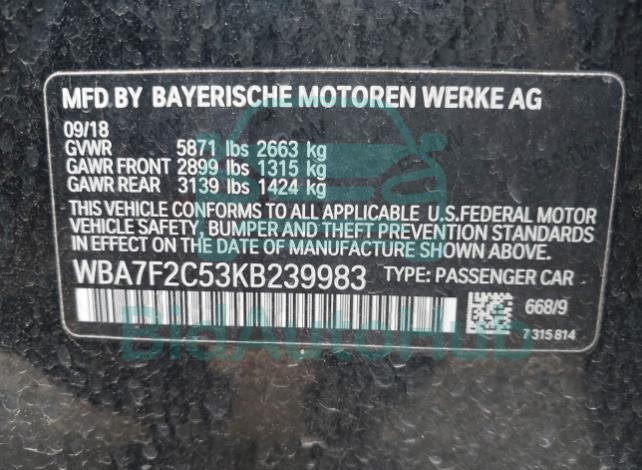 MFD BY BAYERISCHE MOTOREN WERKE AG
09/18
GVWR 5871 lbs 2663 kg
GAWR FRONT 2899 lbs 1315 kg
GAWR REAR 3139 lbs 1424 kg
THIS VEHICLE CONFORMS TO ALL APPLICABLE U.S.FEDERAL MOTOR
VEHICLE SAFETY, BUMPER AND THEFT PREVENTION STANDARDS
IN EFFECT ON THE DATE OF MANUFACTURE SHOWN ABOVE.
WBA7F2C53KB239983 TYPE: PASSENGER CAR
668/9
7 315 814
BidAutoHub